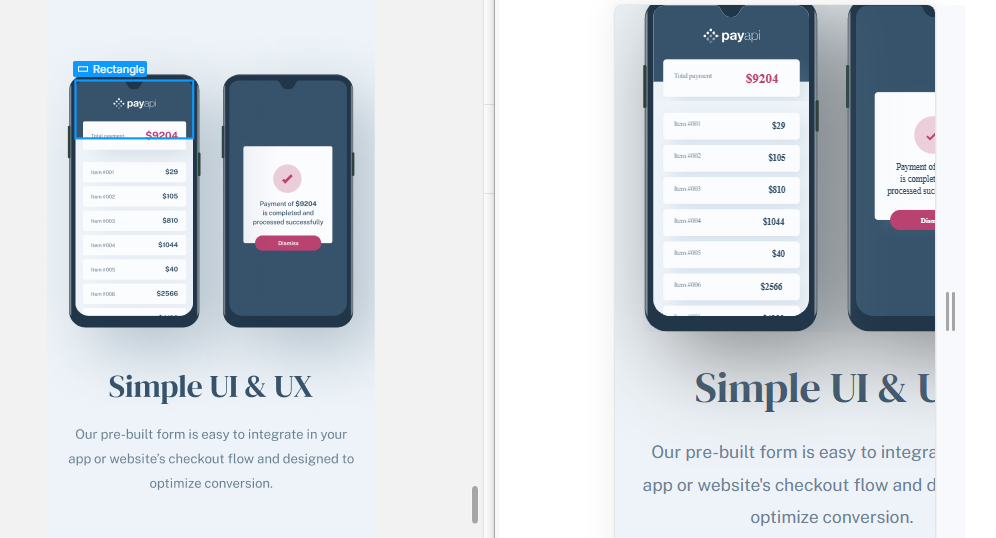 Rectangle
payapi
Total payment $9204
Item #001 $29
Item #002 $105
Item #003 $810
Item #004 $1044
Item #005 $40
Item #006 $2566
Payment of $9204
is completed and
processed successfully
Dismiss
Simple UI & UX
Our pre-built form is easy to integrate in your
app or website's checkout flow and designed to
optimize conversion.
payapi
Total payment $9204
Item #001 $29
Item #002 $105
Item #003 $810
Item #004 $1044
Item #005 $40
Item #006 $2566
Payment of
is complet
processed suc
Dism
Simple UI & U
Our pre-built form is easy to integra
app or website's checkout flow and d
optimize conversion.